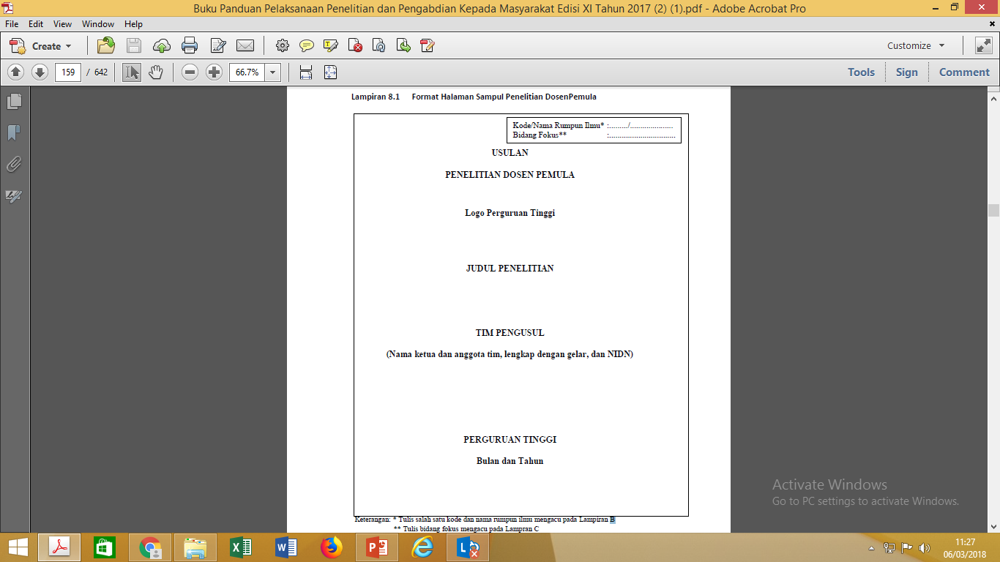 Buku Panduan Pelaksanaan Penelitian dan Pengabdian Kepada Masyarakat Edisi XI Tahun 2017 (2) (1).pdf - Adobe Acrobat Pro
File Edit View Window Help
Create Customize
159 / 642 66.7% Tools Sign Comment
Lampiran 8.1 Format Halaman Sampul Penelitian DosenPemula
Kode/Nama Rumpun Ilmu* :........./.....................
Bidang Fokus** :................................
USULAN
PENELITIAN DOSEN PEMULA
Logo Perguruan Tinggi
JUDUL PENELITIAN
TIM PENGUSUL
(Nama ketua dan anggota tim, lengkap dengan gelar, dan NIDN)
PERGURUAN TINGGI
Bulan dan Tahun
Activate Windows
Go to PC settings to activate Windows.
Keterangan: * Tulis salah satu kode dan nama rumpun ilmu mengacu pada Lampiran B
** Tulis bidang fokus mengacu pada Lampran C
11:27
06/03/2018